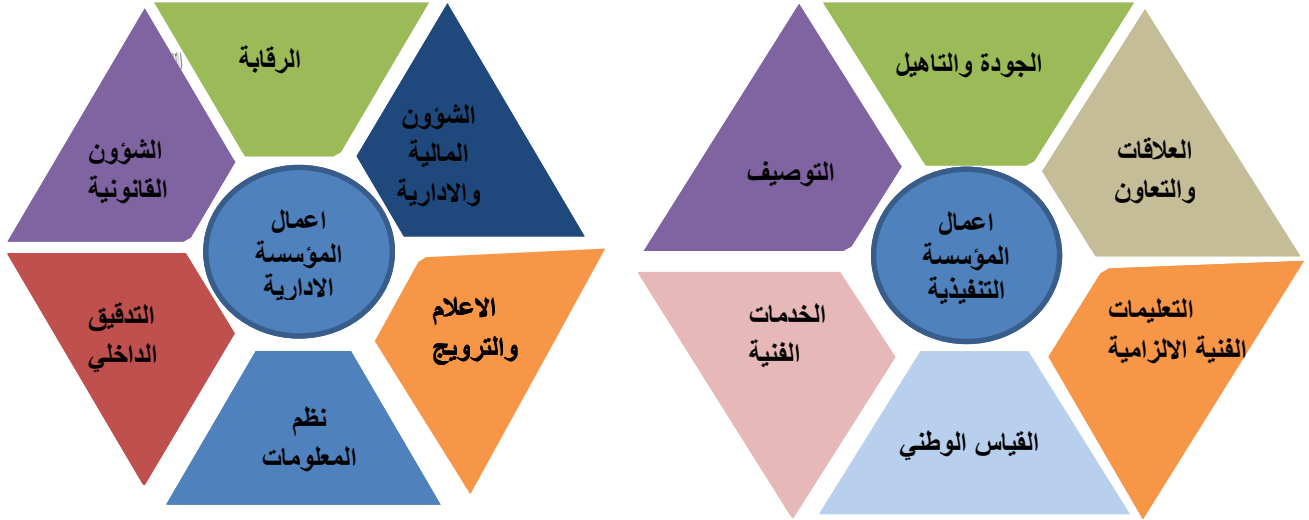 الجودة والتاهيل
العلاقات
والتعاون
التعليمات
الفنية الالزامية
القياس الوطني
الخدمات
الفنية
التوصيف
اعمال
المؤسسة
التنفيذية
الرقابة
الشؤون
المالية
والادارية
الاعلام
والترويج
نظم
المعلومات
التدقيق
الداخلي
الشؤون
القانونية
اعمال
المؤسسة
الادارية